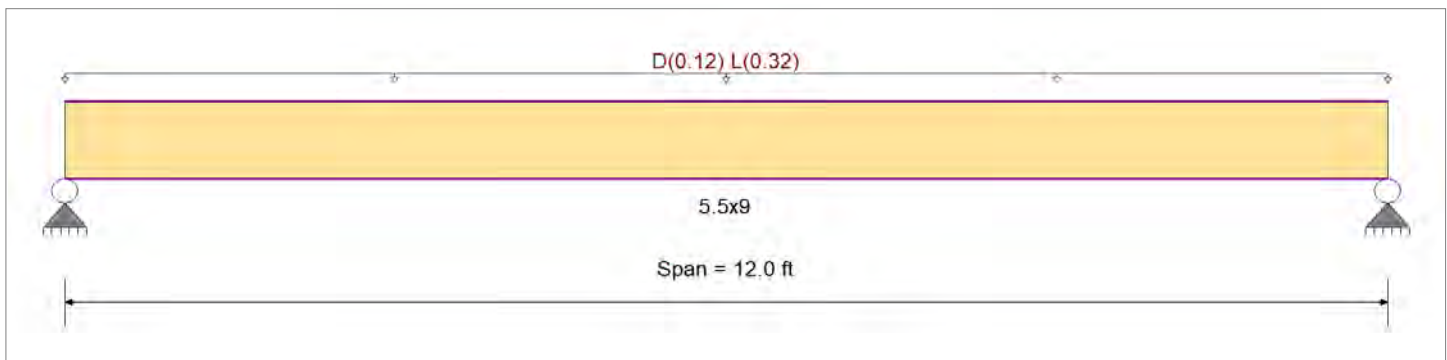 D(0.12) L(0.32)
5.5x9
Span = 12.0 ft